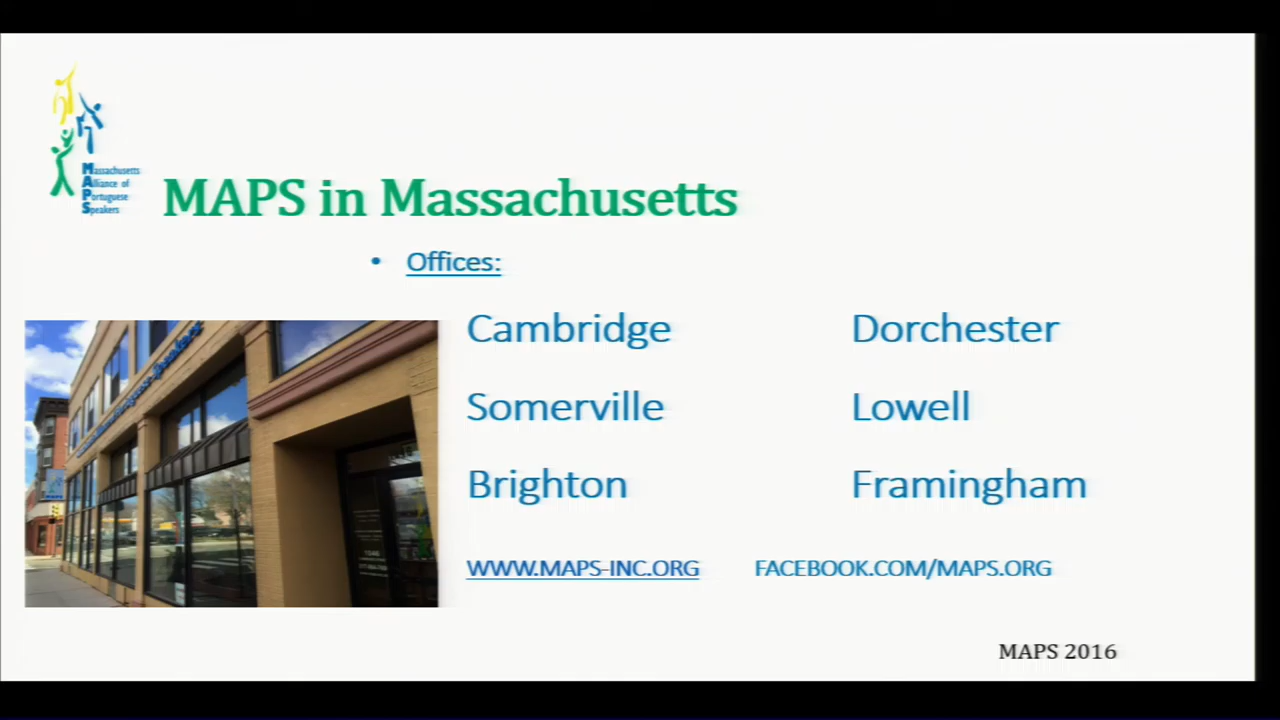 Massachusetts
Alliance of
Portuguese
Speakers
MAPS in Massachusetts
• Offices:
Cambridge
Dorchester
Somerville
Lowell
Brighton
Framingham
WWW.MAPS-INC.ORG
FACEBOOK.COM/MAPS.ORG
MAPS 2016